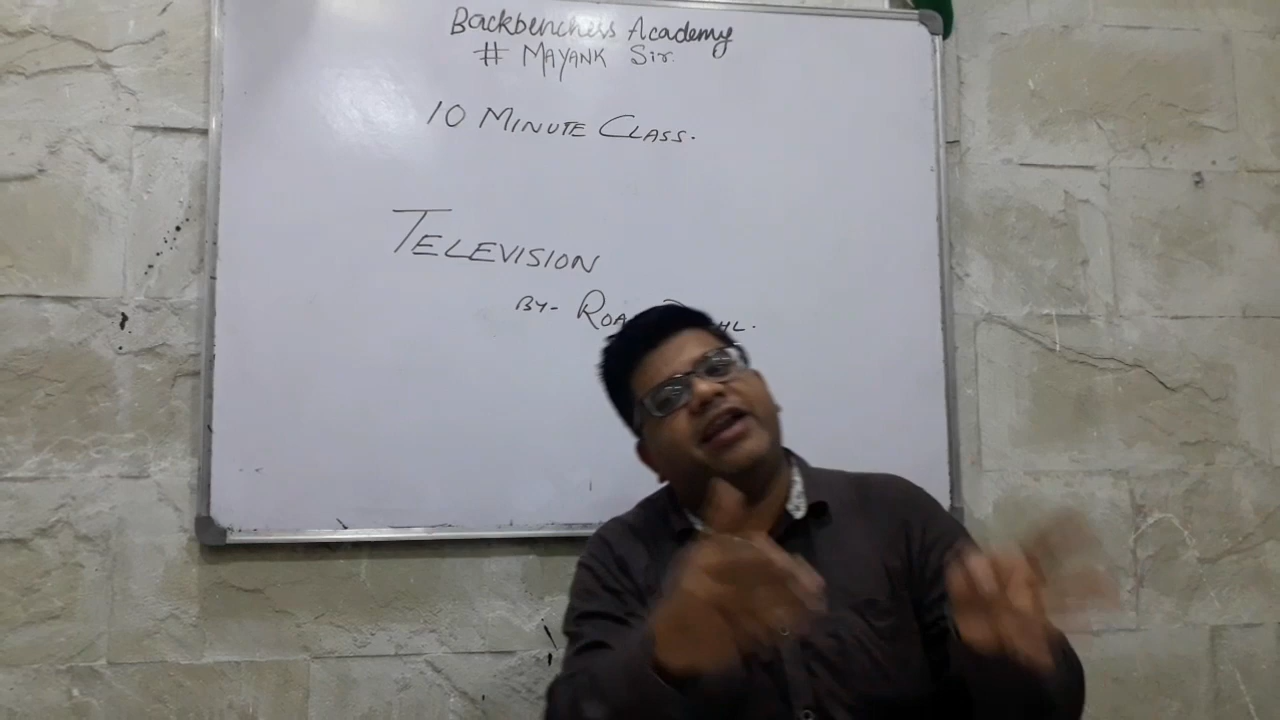 Backbenchers Academy
# MAYANK Sir.
10 MINUTE CLASS.
TELEVISION
BY-